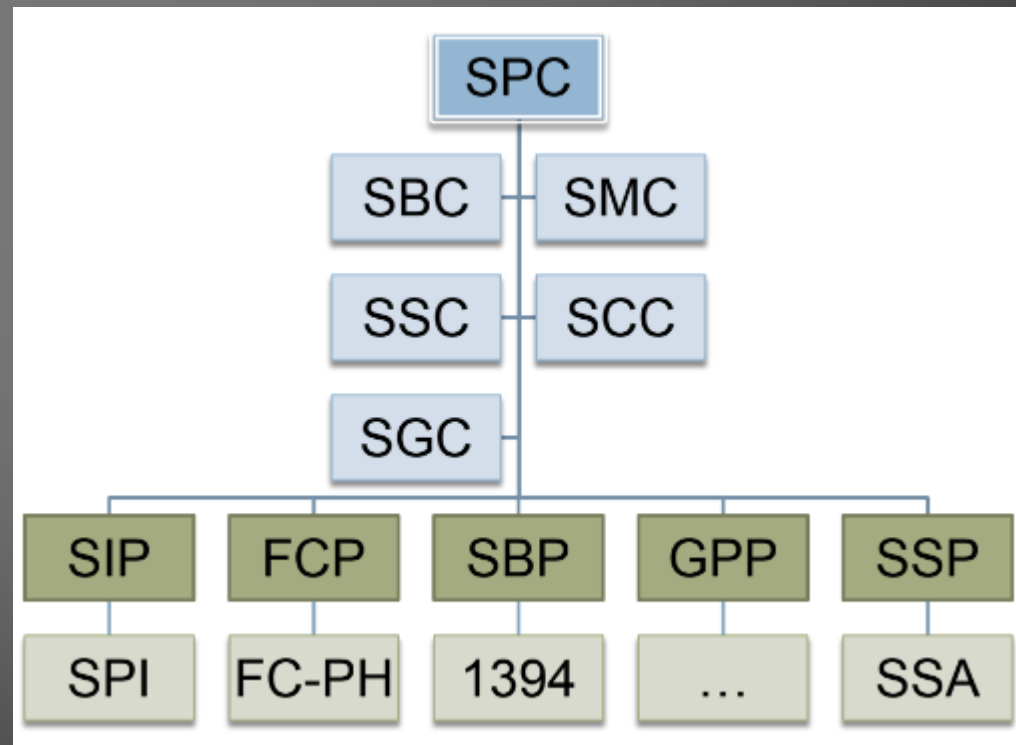 SPC
SBC SMC
SSC SCC
SGC
SIP FCP SBP GPP SSP
SPI FC-PH 1394 ... SSA